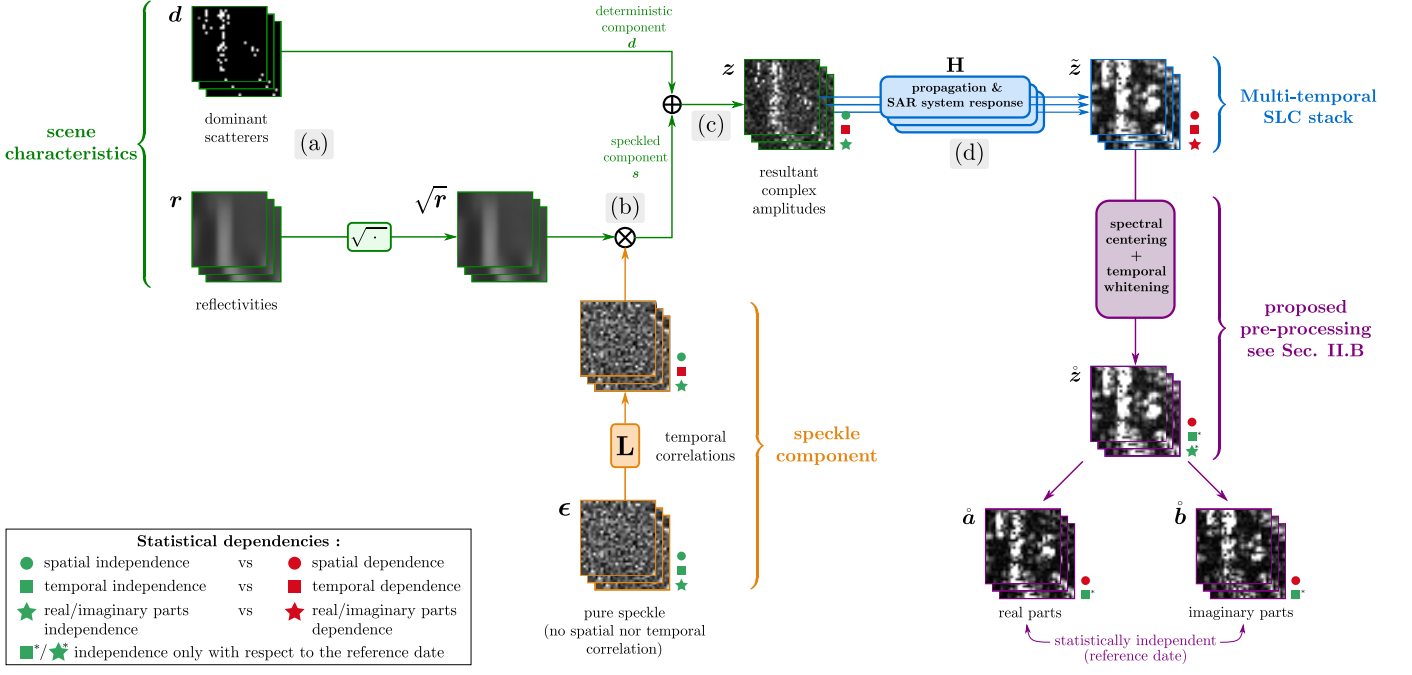 d
dominant
scatterers
(a)
scene
characteristics
r
reflectivities
√·
√r
deterministic
component
d
(c)
speckled
component
s
(b)
z
resultant
complex
amplitudes
H
propagation &
SAR system response
(d)
z̃
Multi-temporal
SLC stack
spectral
centering
+
temporal
whitening
proposed
pre-processing
see Sec. II.B
z̊
*
*
L
temporal
correlations
speckle
component
ϵ
pure speckle
(no spatial nor temporal
correlation)
å
*
real parts
b̊
*
imaginary parts
statistically independent
(reference date)
Statistical dependencies :
spatial independence vs spatial dependence
temporal independence vs temporal dependence
real/imaginary parts vs real/imaginary parts
independence dependence
*/* independence only with respect to the reference date